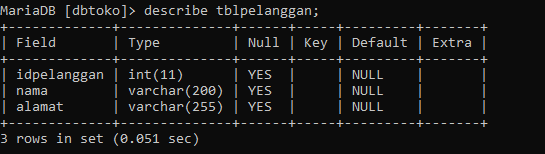 MariaDB [dbtoko]> describe tblpelanggan;
+-------------+--------------+------+-----+---------+-------+
| Field       | Type         | Null | Key | Default | Extra |
+-------------+--------------+------+-----+---------+-------+
| idpelanggan | int(11)      | YES  |     | NULL    |       |
| nama        | varchar(200) | YES  |     | NULL    |       |
| alamat      | varchar(255) | YES  |     | NULL    |       |
+-------------+--------------+------+-----+---------+-------+
3 rows in set (0.051 sec)